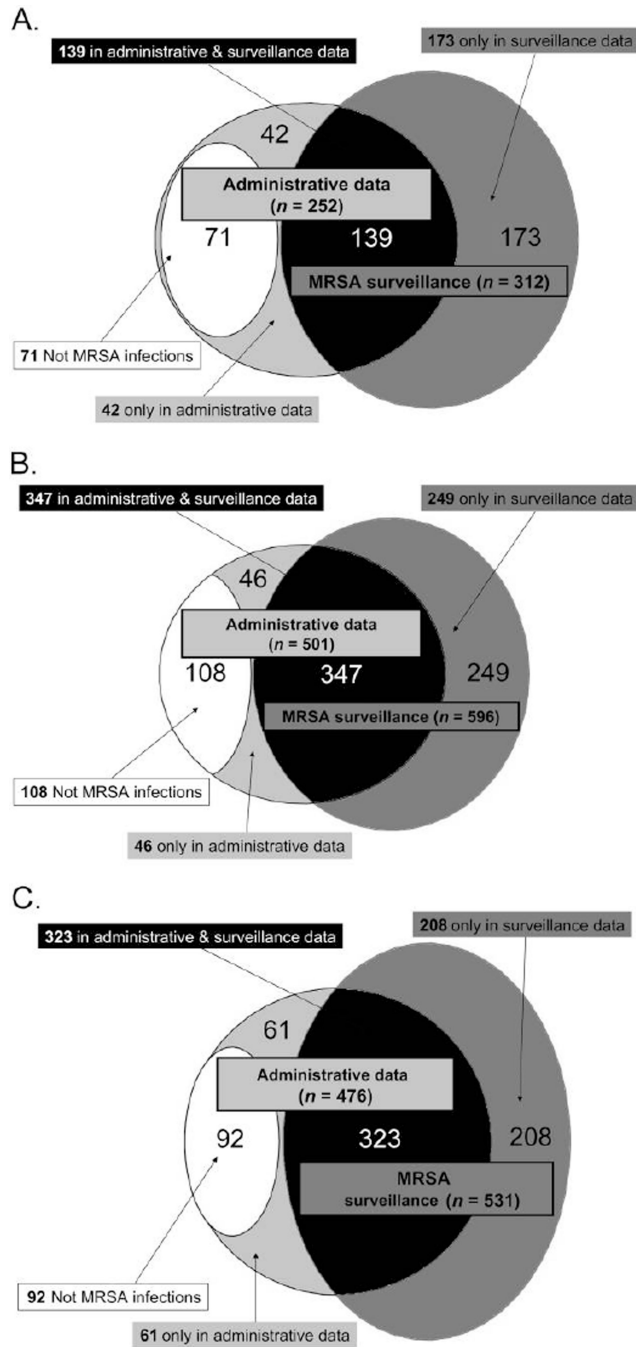 A.
139 in administrative & surveillance data
173 only in surveillance data
42
Administrative data
(n = 252)
71
139
173
MRSA surveillance (n = 312)
71 Not MRSA infections
42 only in administrative data
B.
347 in administrative & surveillance data
249 only in surveillance data
46
Administrative data
(n = 501)
108
347
249
MRSA surveillance (n = 596)
108 Not MRSA infections
46 only in administrative data
C.
323 in administrative & surveillance data
208 only in surveillance data
61
Administrative data
(n = 476)
92
323
208
MRSA
surveillance (n = 531)
92 Not MRSA infections
61 only in administrative data